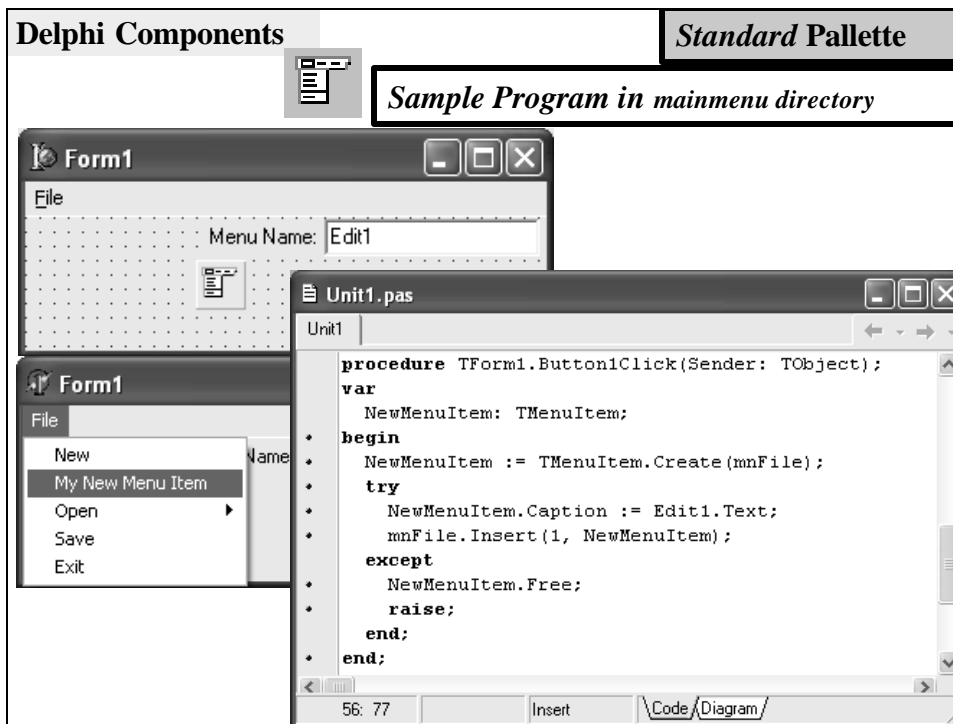 Delphi Components
Standard Pallette
Sample Program in mainmenu directory
Form1
File
Menu Name: Edit1
Form1
File
New
My New Menu Item
Open
Save
Exit
Name
Unit1.pas
Unit1
procedure TForm1.Button1Click(Sender: TObject);
var
NewMenuItem: TMenuItem;
begin
NewMenuItem := TMenuItem.Create(mnFile);
try
NewMenuItem.Caption := Edit1.Text;
mnFile.Insert(1, NewMenuItem);
except
NewMenuItem.Free;
raise;
end;
end;
56: 77 Insert Code Diagram